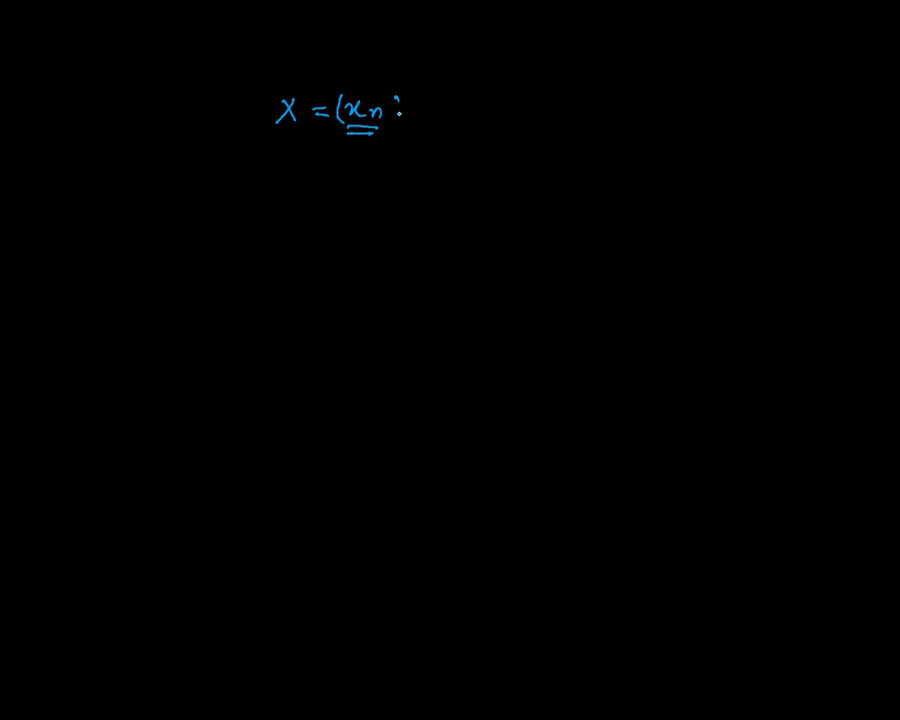 X = (xn)